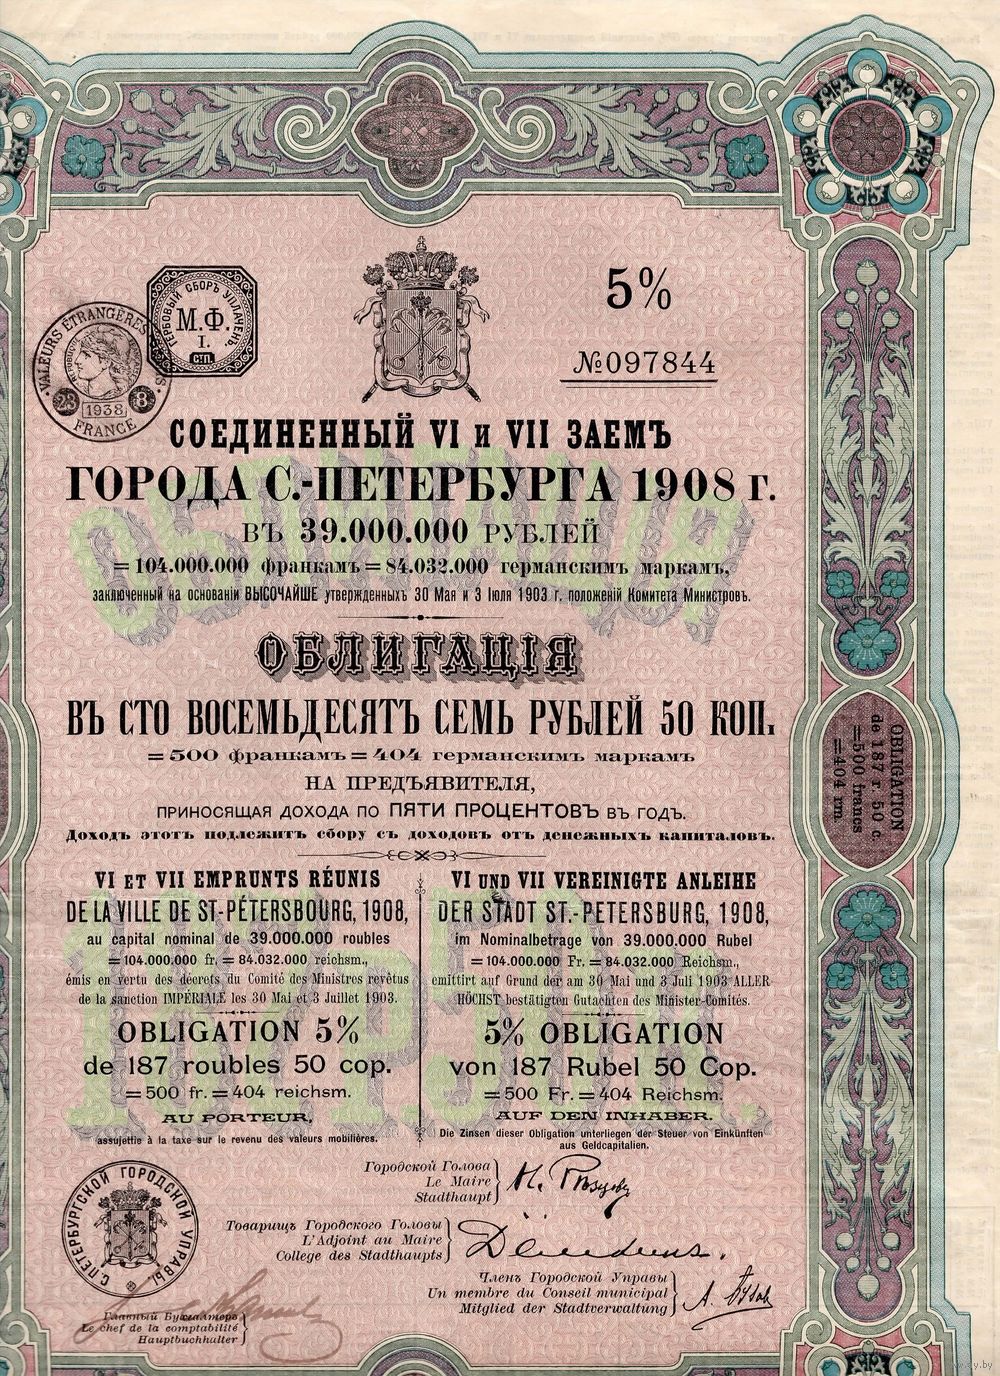 5%
№097844
ГЕРБОВЫЙ СБОРЪ УПЛАЧЕНЪ.
М.Ф.
I.
С:П.
VALEURS ÉTRANGÈRES
FRANCE
23
1938
8
СОЕДИНЕННЫЙ VI и VII ЗАЕМЪ
ГОРОДА С.-ПЕТЕРБУРГА 1908 г.
ВЪ 39.000.000 РУБЛЕЙ
=104.000.000 франкамъ=84.032.000 германскимъ маркамъ,
заключенный на основаніи ВЫСОЧАЙШЕ утвержденныхъ 30 Мая и 3 Іюля 1903 г. положеній Комитета Министровъ.
ОБЛИГАЦІЯ
ОБЛИГАЦІЯ
ВЪ СТО ВОСЕМЬДЕСЯТЪ СЕМЬ РУБЛЕЙ 50 КОП.
=500 франкамъ=404 германскимъ маркамъ
НА ПРЕДЪЯВИТЕЛЯ,
ПРИНОСЯЩАЯ ДОХОДА ПО ПЯТИ ПРОЦЕНТОВЪ ВЪ ГОДЪ.
Доходъ этотъ подлежитъ сбору съ доходовъ отъ денежныхъ капиталовъ.
OBLIGATION
de 187 r. 50 c.
=500 francs
=404 rm
VI ET VII EMPRUNTS RÉUNIS
DE LA VILLE DE ST-PÉTERSBOURG, 1908,
au capital nominal de 39.000.000 roubles
=104.000.000 fr.=84.032.000 reichsm.,
émis en vertu des décrets du Comité des Ministres revêtus
de la sanction IMPÉRIALE les 30 Mai et 3 Juillet 1903.
OBLIGATION 5%
de 187 roubles 50 cop.
=500 fr.=404 reichsm.
AU PORTEUR,
assujettie à la taxe sur le revenu des valeurs mobilières.
VI UND VII VEREINIGTE ANLEIHE
DER STADT ST.-PETERSBURG, 1908,
im Nominalbetrage von 39.000.000 Rubel
=104.000.000 Fr.=84.032.000 Reichsm.,
emittirt auf Grund der am 30 Mai und 3 Juli 1903 ALLER-
HÖCHST bestätigten Gutachten des Minister-Comités.
5% OBLIGATION
von 187 Rubel 50 Cop.
=500 Fr.=404 Reichsm.
AUF DEN INHABER.
Die Zinsen dieser Obligation unterliegen der Steuer von Einkünften
aus Geldcapitalien.
Городской Голова
Le Maire
Stadthaupt
Товарищъ Городского Головы
L'Adjoint au Maire
College des Stadthaupts
Членъ Городской Управы
Un membre du Conseil municipal
Mitglied der Stadtverwaltung
С.ПЕТЕРБУРГСКОЙ ГОРОДСКОЙ УПРАВЫ
Главный Бухгалтеръ
Le chef de la comptabilité
Hauptbuchhalter